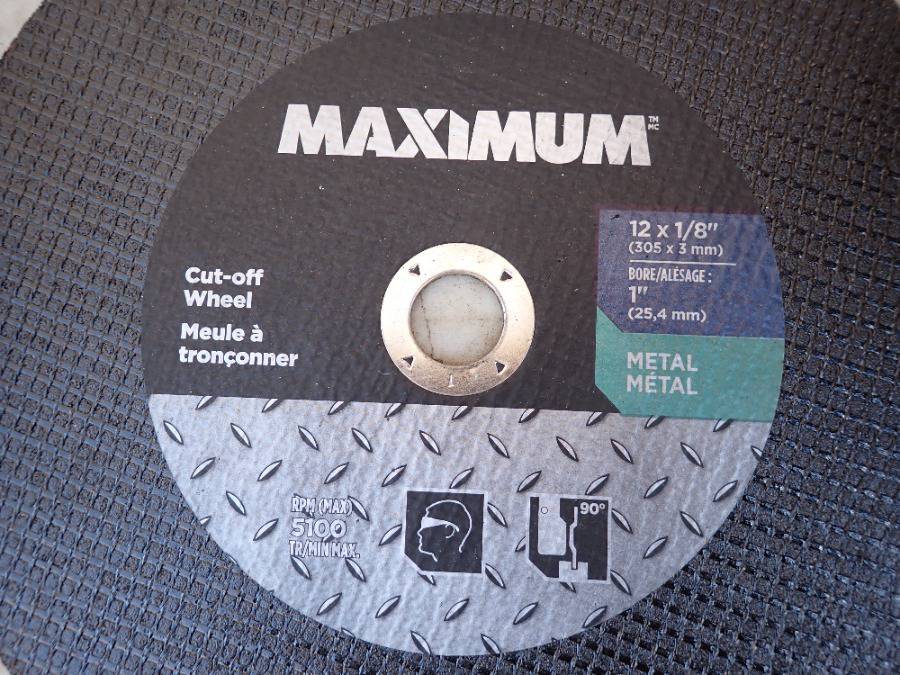 MAXIMUM™
MC
12 x 1/8"
(305 x 3 mm)
BORE/ALÉSAGE :
1"
(25,4 mm)
Cut-off
Wheel
Meule à
tronçonner
METAL
MÉTAL
RPM (MAX)
5100
TR/MIN MAX.
90°